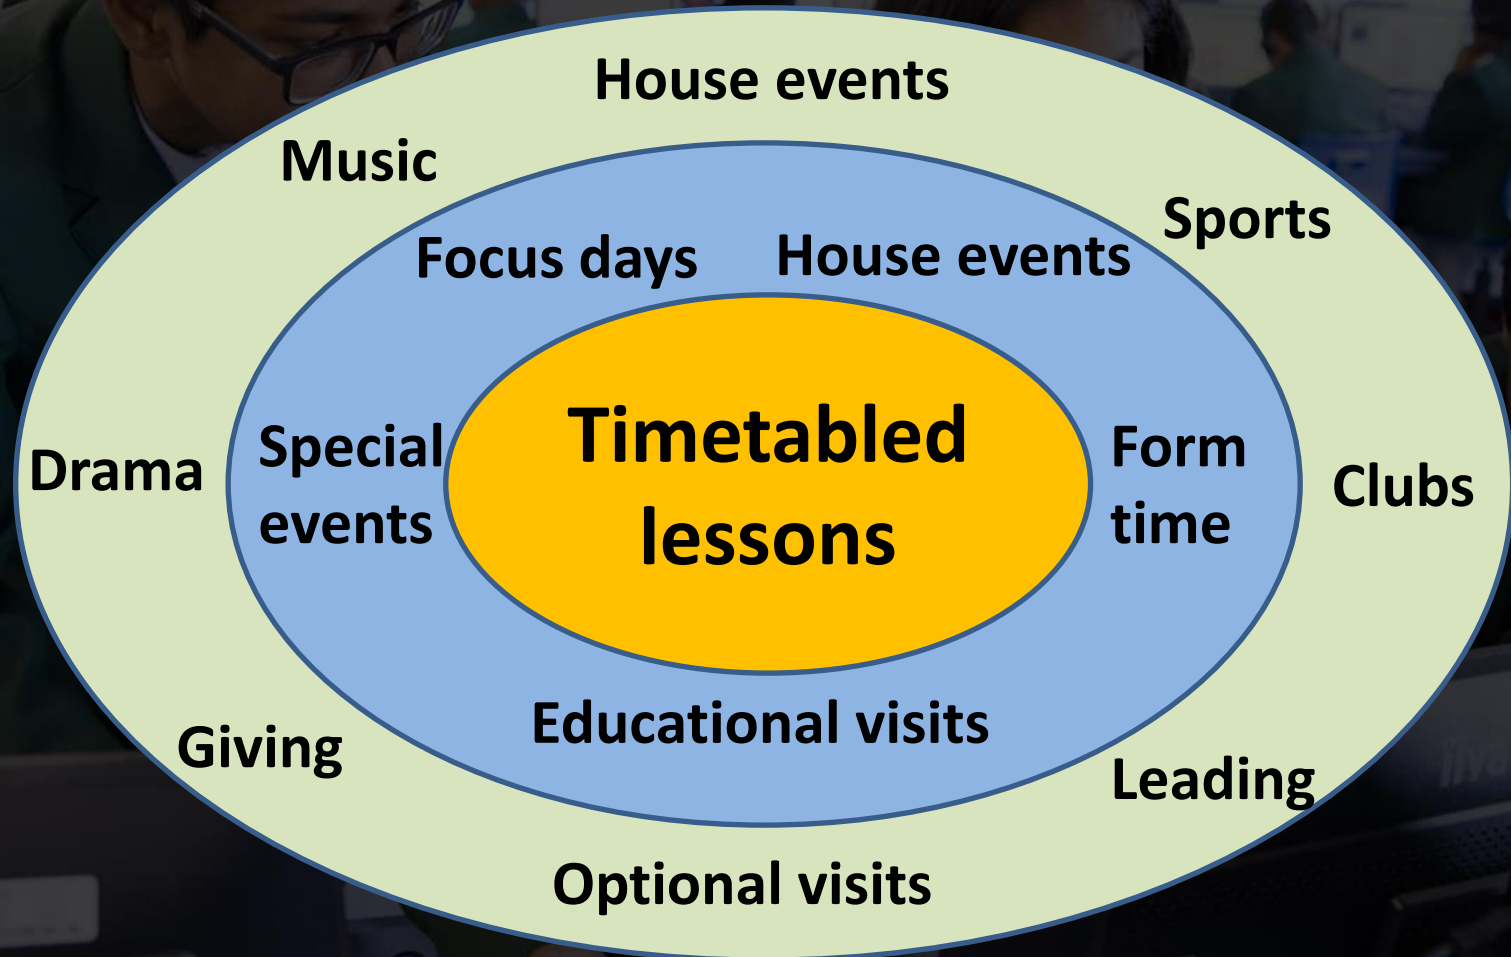 House events
Music
Sports
Focus days
House events
Special
events
Timetabled
lessons
Form
time
Drama
Clubs
Educational visits
Giving
Leading
Optional visits